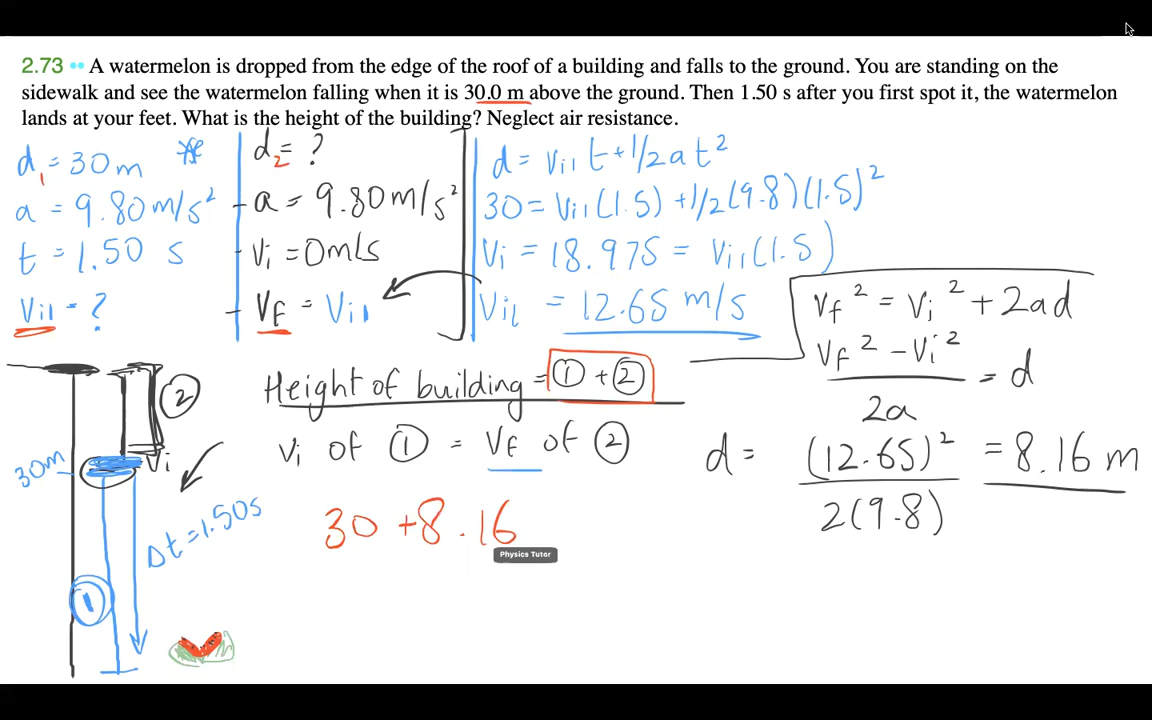 2.73 •• A watermelon is dropped from the edge of the roof of a building and falls to the ground. You are standing on the
sidewalk and see the watermelon falling when it is 30.0 m above the ground. Then 1.50 s after you first spot it, the watermelon
lands at your feet. What is the height of the building? Neglect air resistance.
d₁ = 30m
a = 9.80m/s²
t = 1.50 s
Vi1 = ?
d₂ = ?
- a = 9.80m/s²
- Vi = 0m/s
- VF = Vi1
d = Vi1 t + 1/2 a t²
30 = Vi1 (1.5) + 1/2 (9.8)(1.5)²
Vi = 18.975 = Vi1 (1.5)
Vi1 = 12.65 m/s
Vf² = Vi² + 2ad
VF² - Vi²
2a
= d
d = (12.65)² = 8.16 m
2(9.8)
Height of building = ① + ②
Vi of ① = VF of ②
30 + 8.16
Physics Tutor
②
30m
Vi
Δt = 1.50s
①